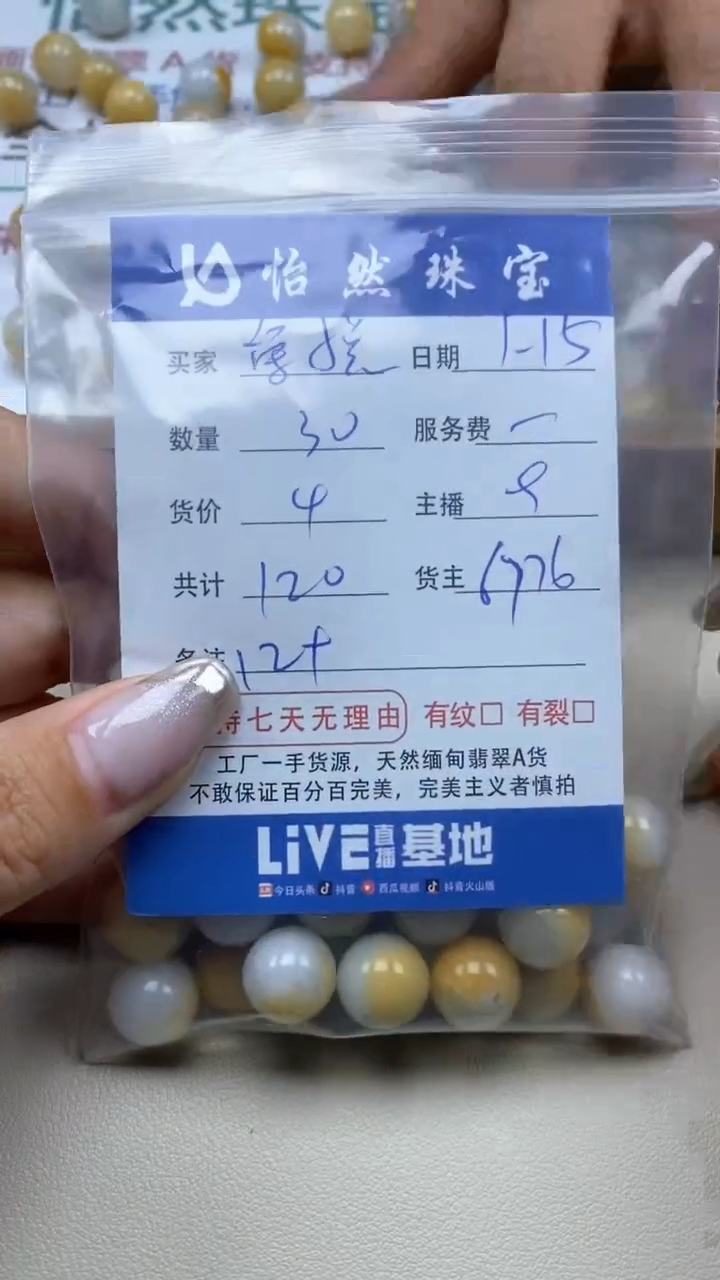 怡然珠宝
买家 日期 1-15
数量 30 服务费 一
货价 4 主播
共计 120 货主 6776
12+
持七天无理由 有纹□ 有裂□
工厂一手货源，天然缅甸翡翠A货
不敢保证百分百完美，完美主义者慎拍
LiVE直播基地
今日头条 抖音 西瓜视频 抖音火山版